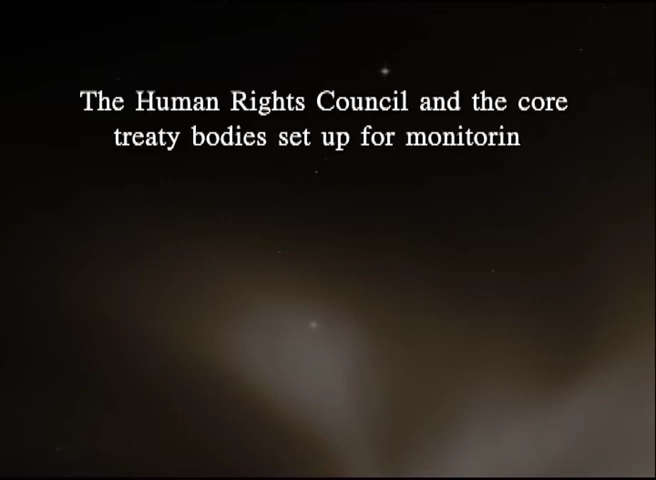 The Human Rights Council and the core
treaty bodies set up for monitorin